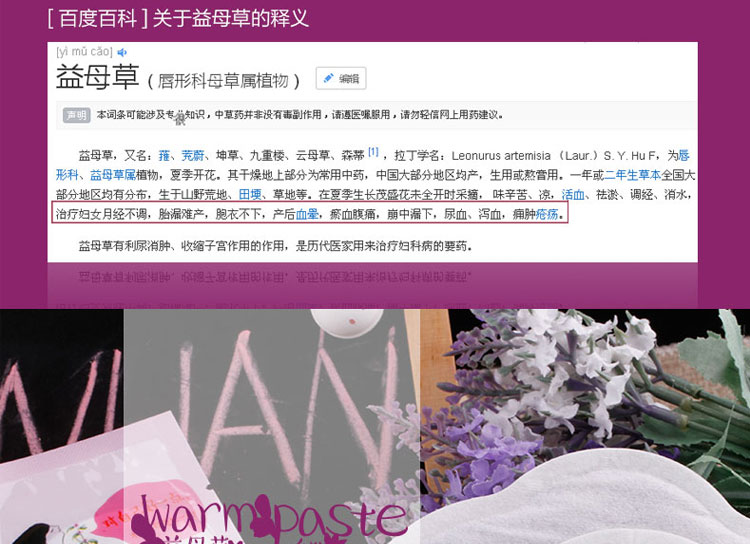 [ 百度百科 ] 关于益母草的释义
[yì mǔ cǎo]
益母草（唇形科母草属植物） 编辑
声明 本词条可能涉及专业知识，中草药并非没有毒副作用，请遵医嘱服用，请勿轻信网上用药建议。
益母草，又名：蓷、茺蔚、坤草、九重楼、云母草、森蒂 [1] ，拉丁学名：Leonurus artemisia （Laur.）S. Y. Hu F，为唇
形科、益母草属植物，夏季开花。其干燥地上部分为常用中药，中国大部分地区均产，生用或熬膏用。一年或二年生草本全国大
部分地区均有分布，生于山野荒地、田埂、草地等。在夏季生长茂盛花未全开时采摘， 味辛苦、凉，活血、祛淤、调经、消水，
治疗妇女月经不调，胎漏难产，胞衣不下，产后血晕，瘀血腹痛，崩中漏下，尿血、泻血，痈肿疮疡。
益母草有利尿消肿、收缩子宫作用的作用，是历代医家用来治疗妇科病的要药。
NIAN
warm paste
益母草